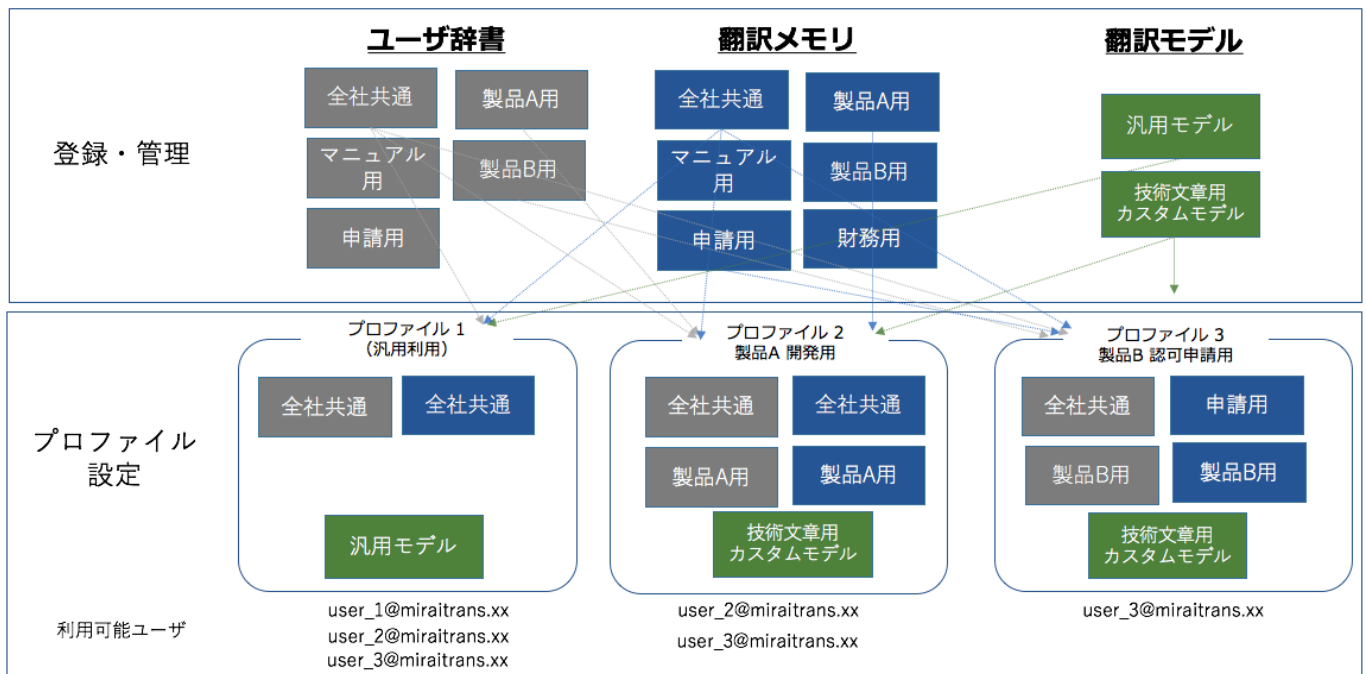 ユーザ辞書
翻訳メモリ
翻訳モデル
登録・管理
全社共通
製品A用
マニュアル
用
製品B用
申請用
全社共通
製品A用
マニュアル
用
製品B用
申請用
財務用
汎用モデル
技術文章用
カスタムモデル
プロファイル
設定
プロファイル 1
（汎用利用）
全社共通
全社共通
汎用モデル
プロファイル 2
製品A 開発用
全社共通
全社共通
製品A用
製品A用
技術文章用
カスタムモデル
プロファイル 3
製品B 認可申請用
全社共通
申請用
製品B用
製品B用
技術文章用
カスタムモデル
利用可能ユーザ
user_1@miraitrans.xx
user_2@miraitrans.xx
user_3@miraitrans.xx
user_2@miraitrans.xx
user_3@miraitrans.xx
user_3@miraitrans.xx